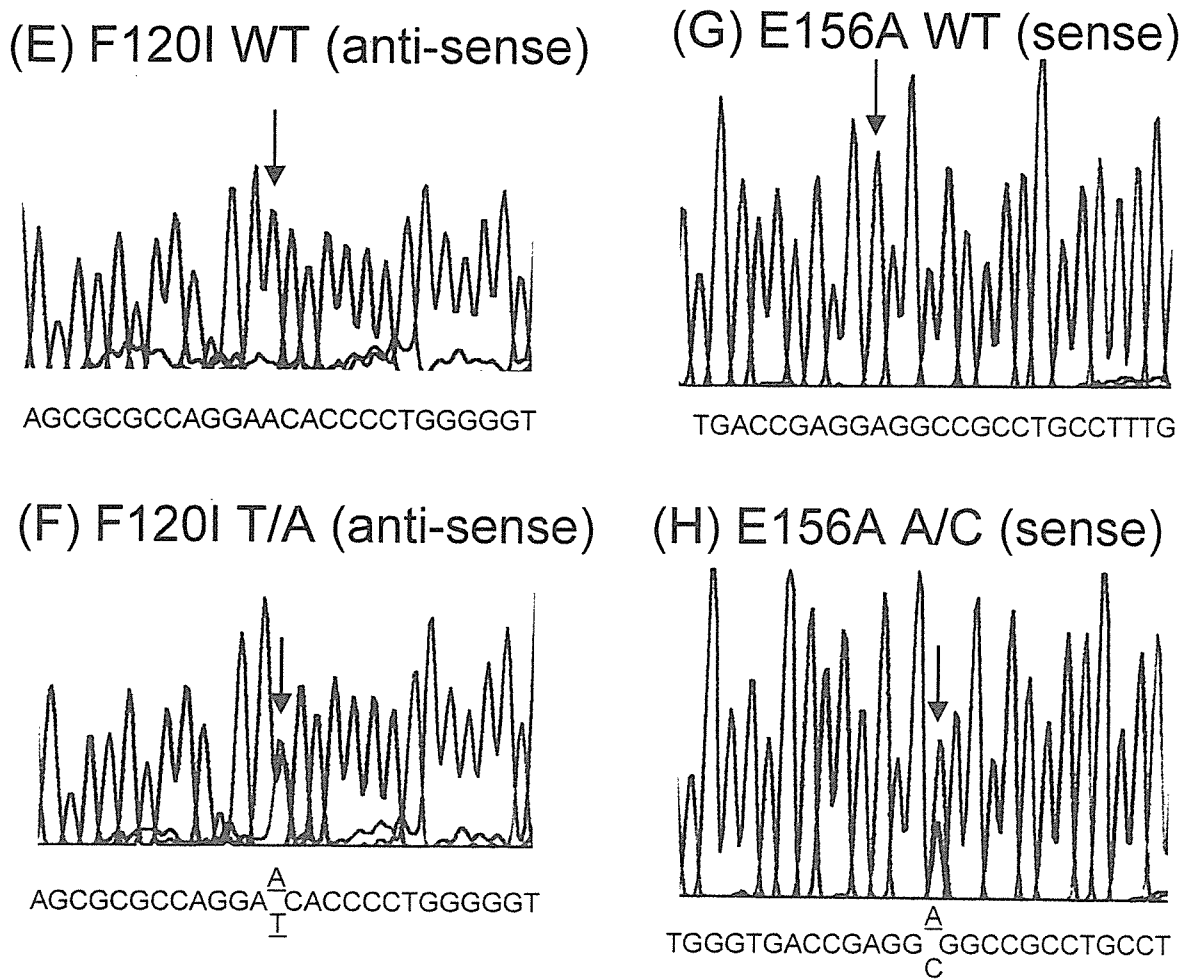 (E) F120I WT (anti-sense)
AGCGCGCCAGGAACACCCCTGGGGGT
(F) F120I T/A (anti-sense)
A
AGCGCGCCAGGA CACCCCTGGGGGT
T
(G) E156A WT (sense)
TGACCGAGGAGGCCGCCTGCCTTTG
(H) E156A A/C (sense)
A
TGGGTGACCGAGG GGCCGCCTGCCT
C